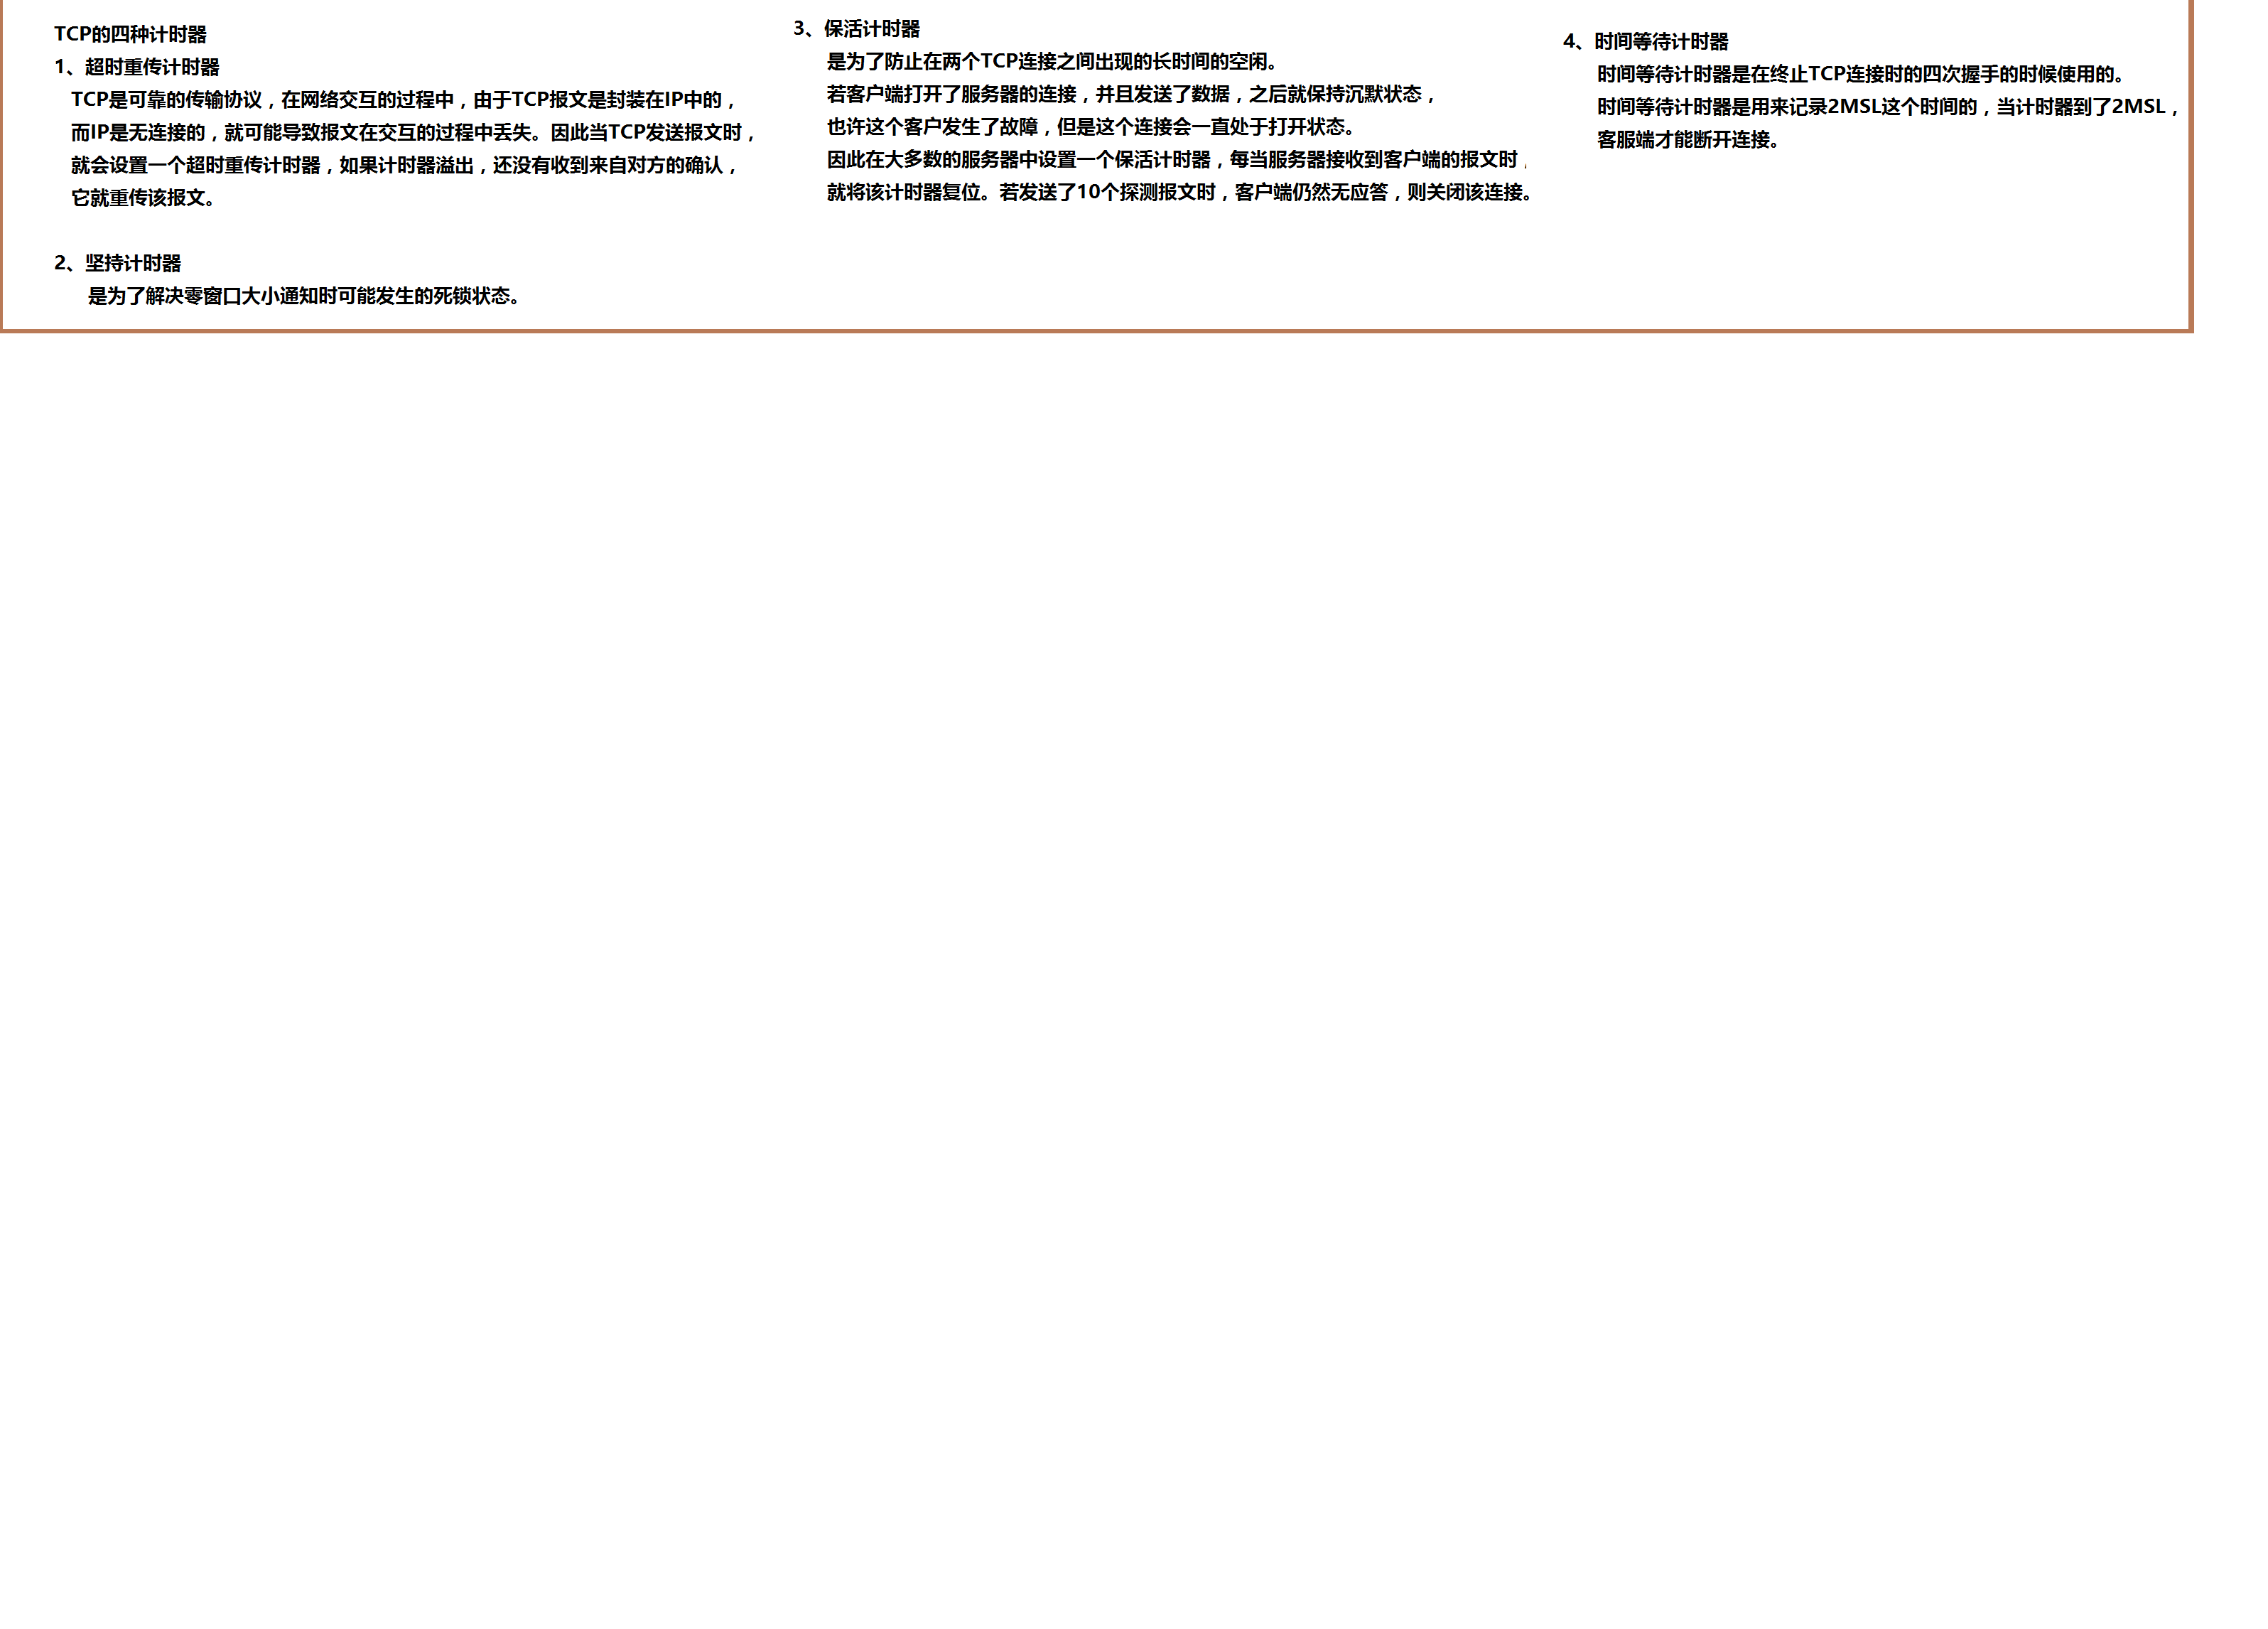 TCP的四种计时器
1、超时重传计时器
TCP是可靠的传输协议，在网络交互的过程中，由于TCP报文是封装在IP中的，
而IP是无连接的，就可能导致报文在交互的过程中丢失。因此当TCP发送报文时，
就会设置一个超时重传计时器，如果计时器溢出，还没有收到来自对方的确认，
它就重传该报文。
2、坚持计时器
是为了解决零窗口大小通知时可能发生的死锁状态。
3、保活计时器
是为了防止在两个TCP连接之间出现的长时间的空闲。
若客户端打开了服务器的连接，并且发送了数据，之后就保持沉默状态，
也许这个客户发生了故障，但是这个连接会一直处于打开状态。
因此在大多数的服务器中设置一个保活计时器，每当服务器接收到客户端的报文时，
就将该计时器复位。若发送了10个探测报文时，客户端仍然无应答，则关闭该连接。
4、时间等待计时器
时间等待计时器是在终止TCP连接时的四次握手的时候使用的。
时间等待计时器是用来记录2MSL这个时间的，当计时器到了2MSL，
客服端才能断开连接。